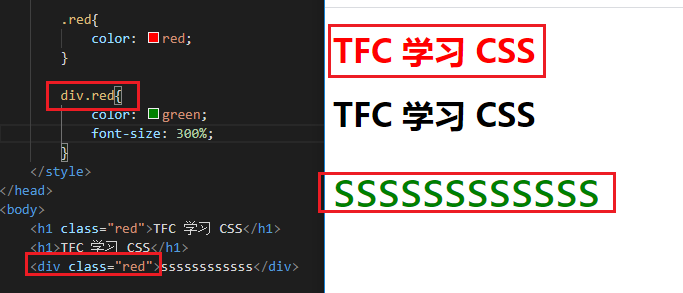 .red{
color: red;
}
div.red{
color: green;
font-size: 300%;
}
</style>
</head>
<body>
<h1 class="red">TFC 学习 CSS</h1>
<h1>TFC 学习 CSS</h1>
<div class="red">ssssssssssss</div>
TFC 学习 CSS
TFC 学习 CSS
ssssssssssss